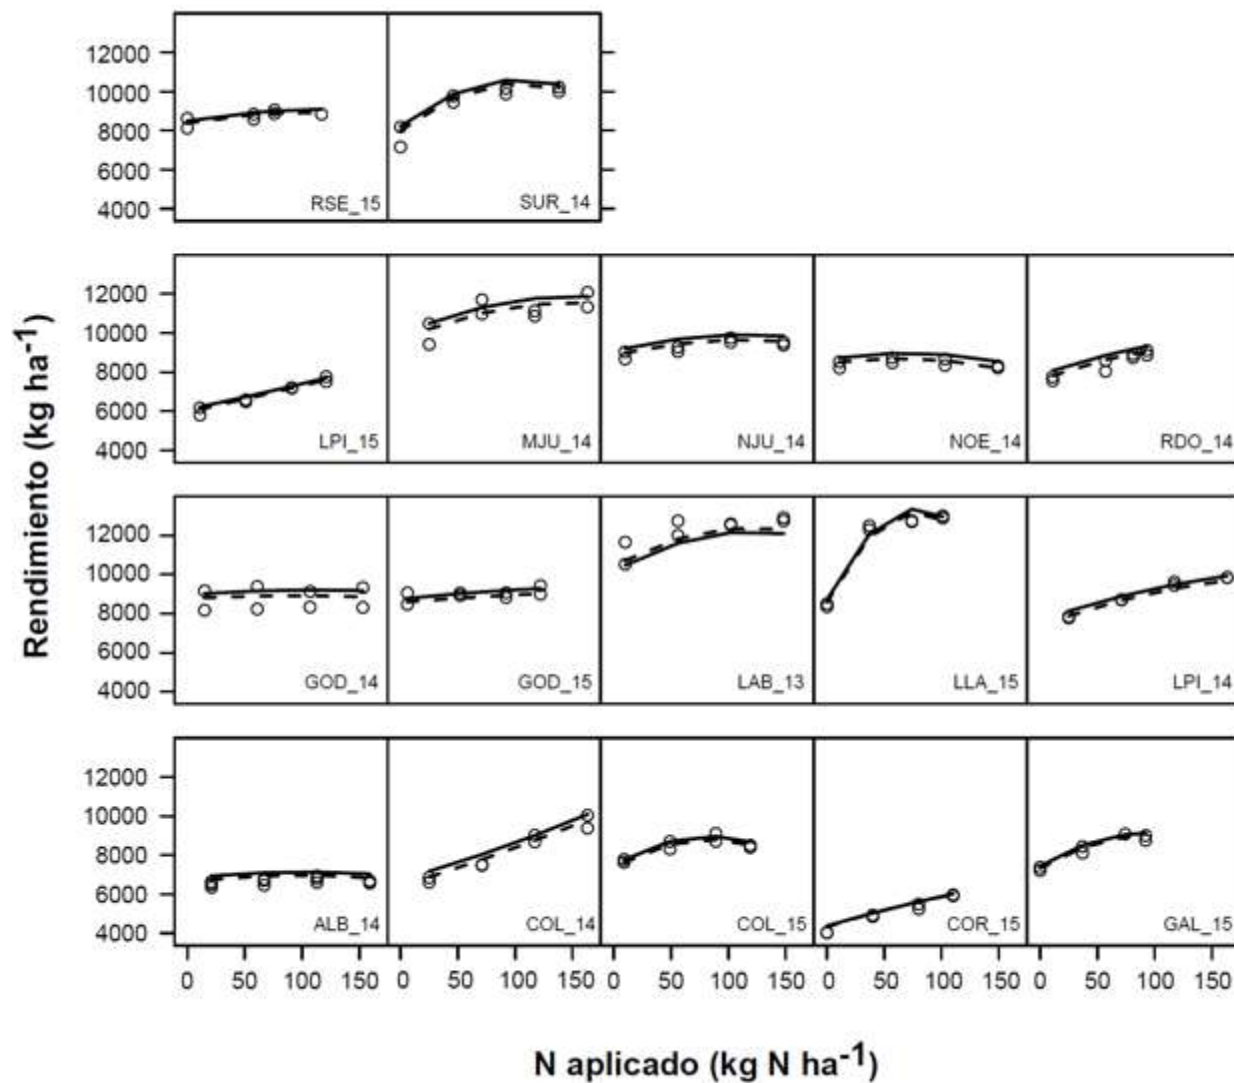 12000
10000
8000
6000
4000
RSE_15 SUR_14
12000
10000
8000
6000
4000
LPI_15 MJU_14 NJU_14 NOE_14 RDO_14
12000
10000
8000
6000
4000
GOD_14 GOD_15 LAB_13 LLA_15 LPI_14
12000
10000
8000
6000
4000
ALB_14 COL_14 COL_15 COR_15 GAL_15
0 50 100 150 0 50 100 150 0 50 100 150 0 50 100 150 0 50 100 150
Rendimiento (kg ha⁻¹)
N aplicado (kg N ha⁻¹)